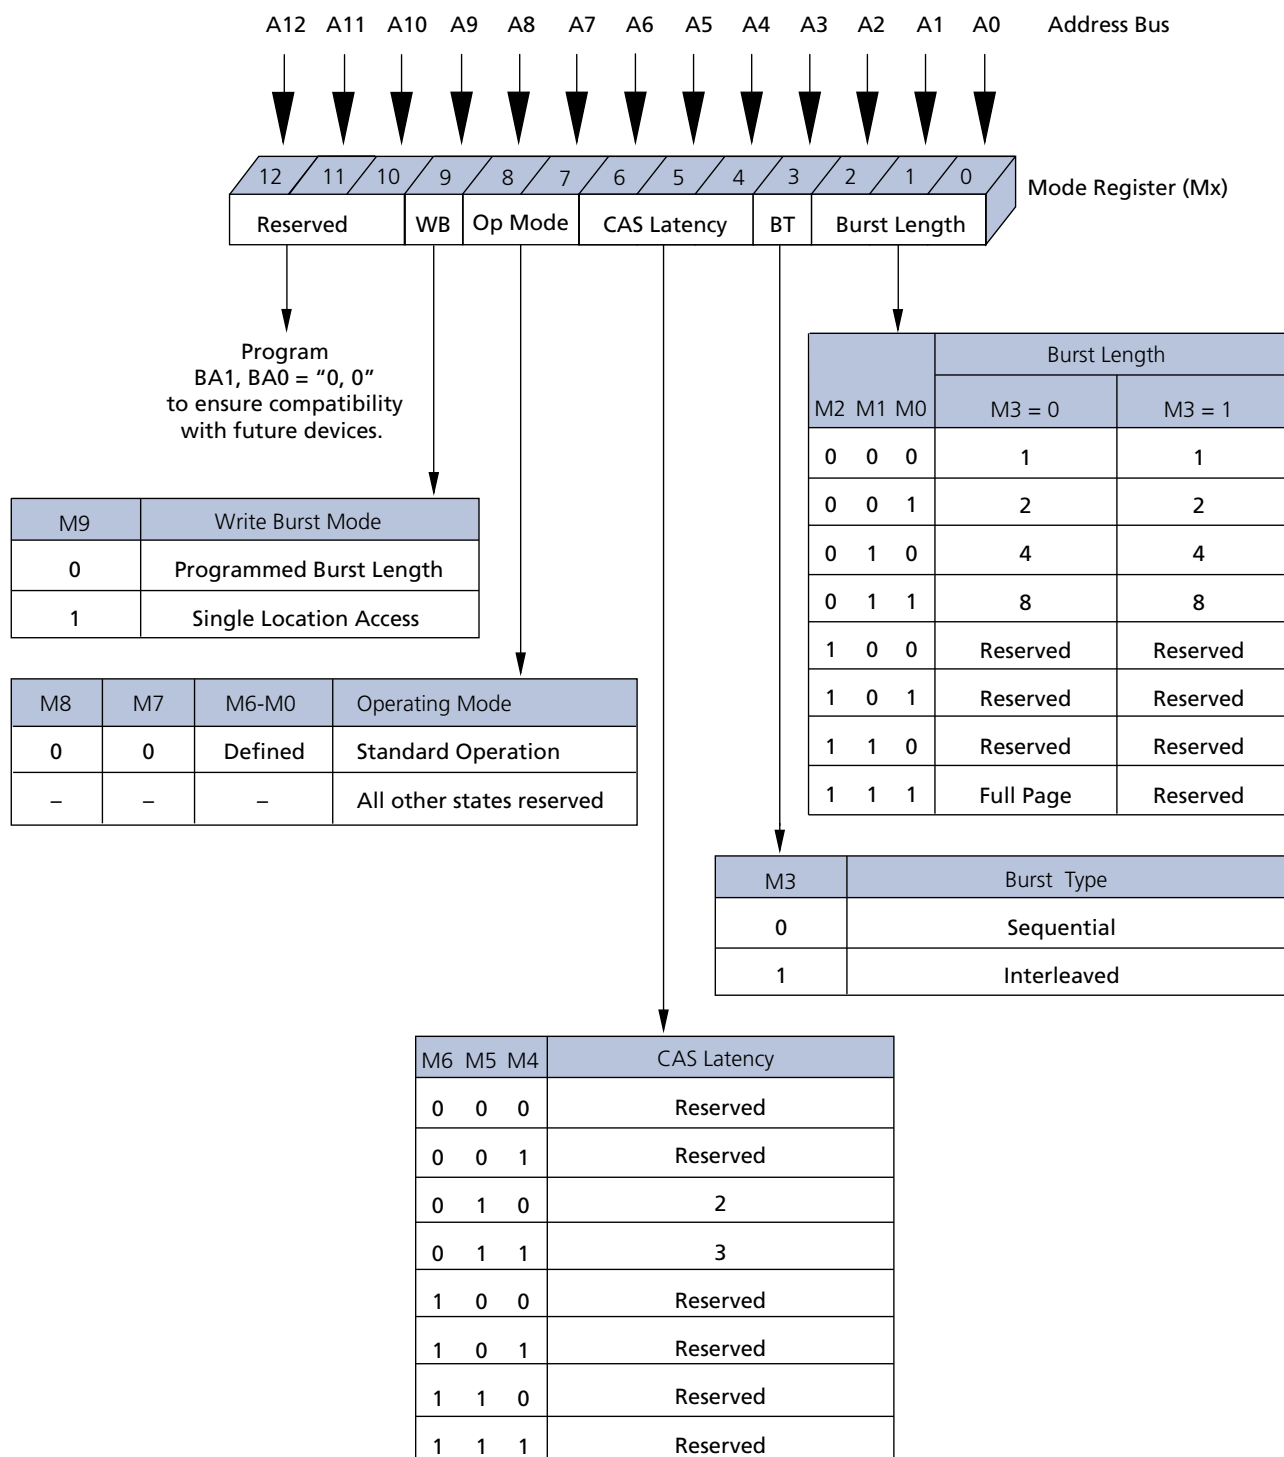 A12 A11 A10 A9 A8 A7 A6 A5 A4 A3 A2 A1 A0 Address Bus
12 11 10 9 8 7 6 5 4 3 2 1 0
Mode Register (Mx)
Reserved WB Op Mode CAS Latency BT Burst Length
Program
BA1, BA0 = “0, 0”
to ensure compatibility
with future devices.
Burst Length
M2 M1 M0 M3 = 0 M3 = 1
0 0 0 1 1
0 0 1 2 2
0 1 0 4 4
0 1 1 8 8
1 0 0 Reserved Reserved
1 0 1 Reserved Reserved
1 1 0 Reserved Reserved
1 1 1 Full Page Reserved
M9 Write Burst Mode
0 Programmed Burst Length
1 Single Location Access
M8 M7 M6-M0 Operating Mode
0 0 Defined Standard Operation
– – – All other states reserved
M3 Burst Type
0 Sequential
1 Interleaved
M6 M5 M4 CAS Latency
0 0 0 Reserved
0 0 1 Reserved
0 1 0 2
0 1 1 3
1 0 0 Reserved
1 0 1 Reserved
1 1 0 Reserved
1 1 1 Reserved